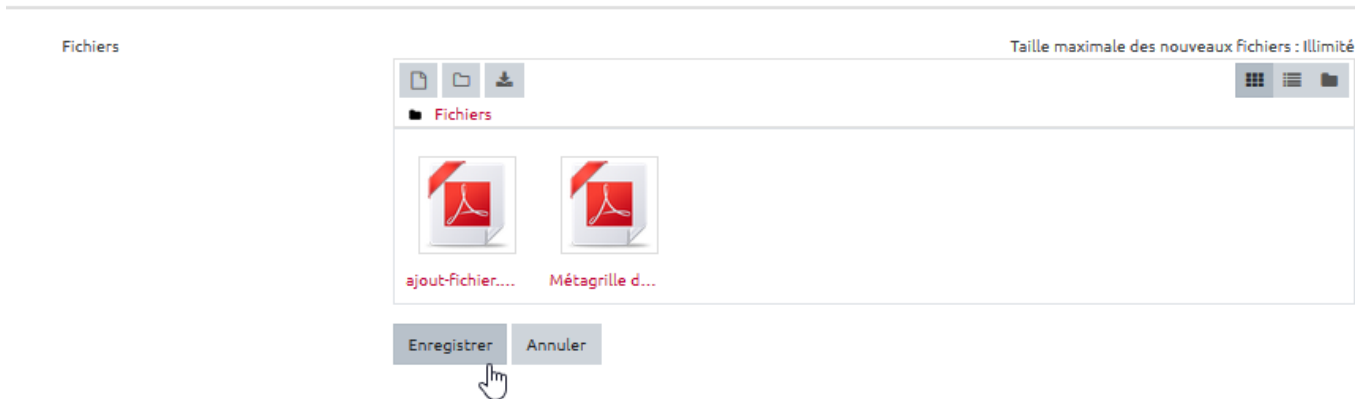 Fichiers
Taille maximale des nouveaux fichiers : Illimité
Fichiers
ajout-fichier....
Métagrille d...
Enregistrer
Annuler